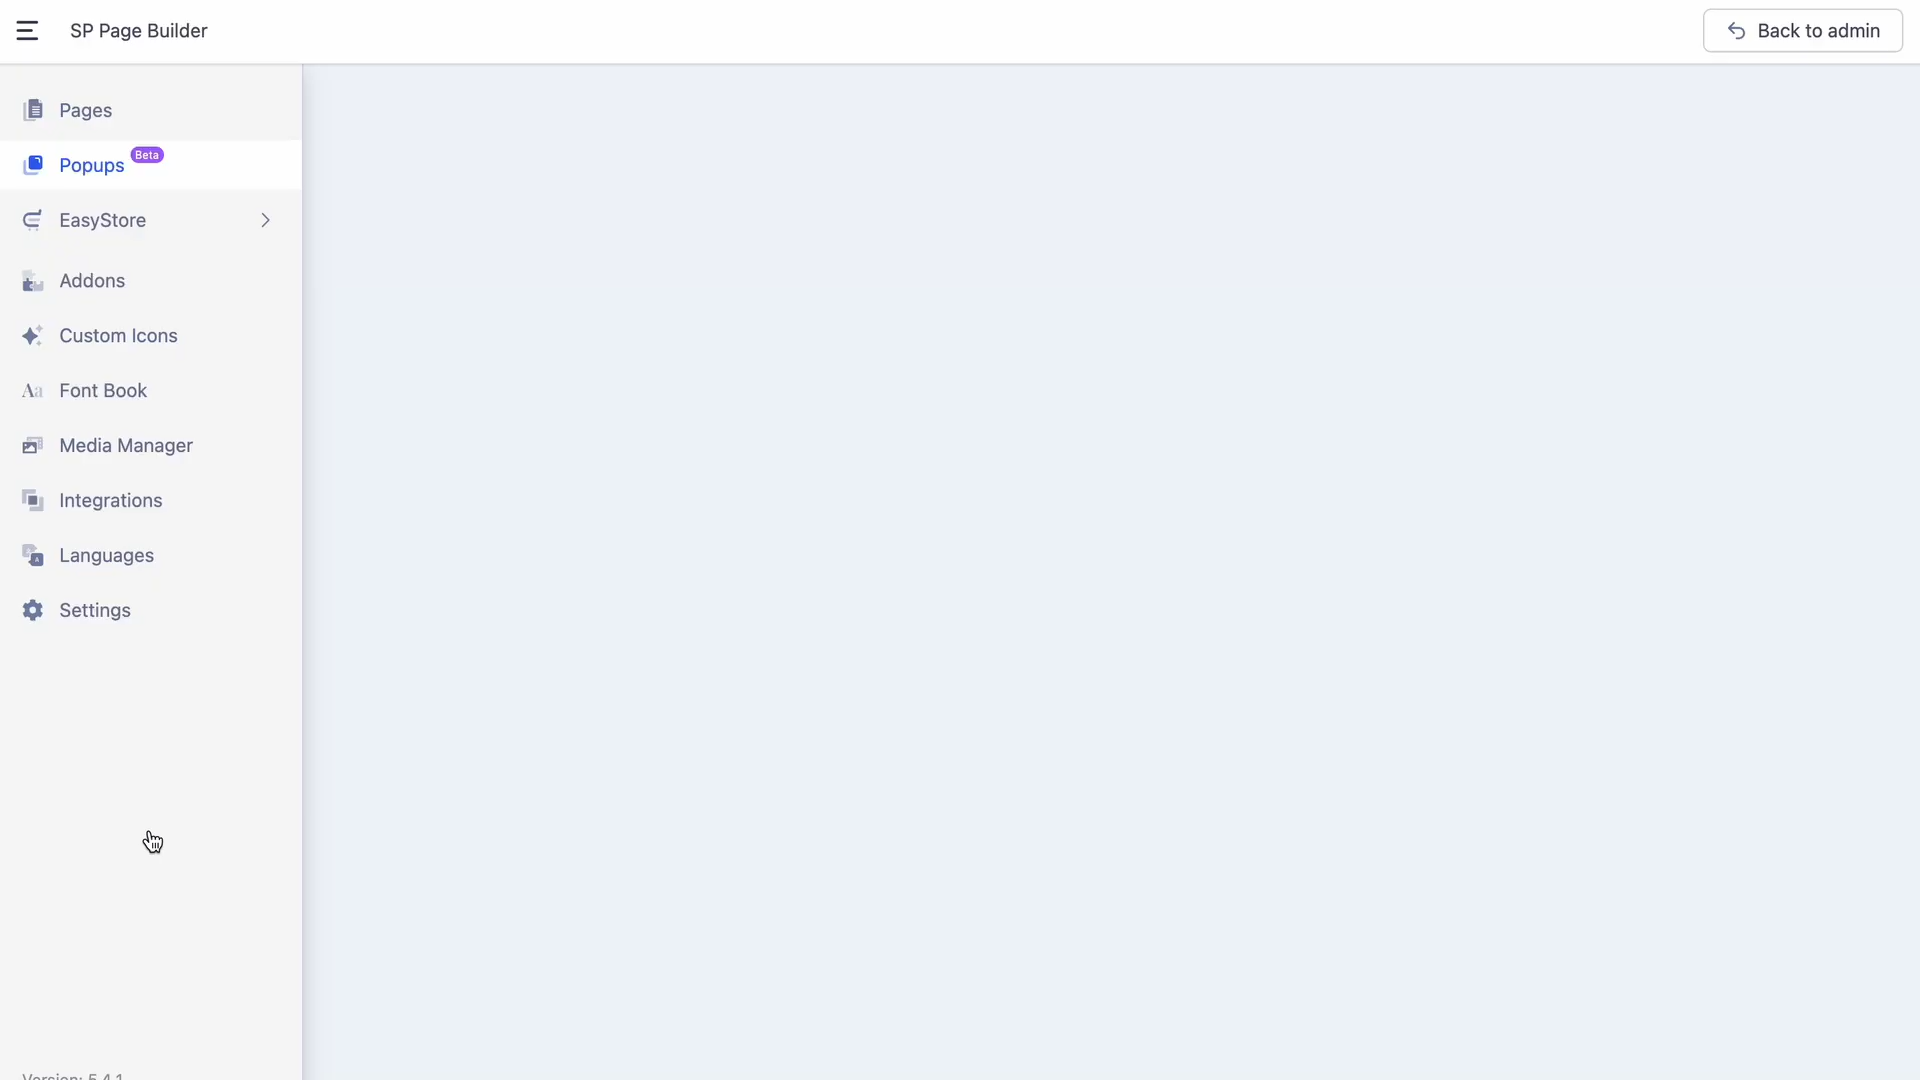 SP Page Builder
Back to admin
Pages
Popups Beta
EasyStore
Addons
Custom Icons
Aa Font Book
Media Manager
Integrations
Languages
Settings
Version: 5.4.1